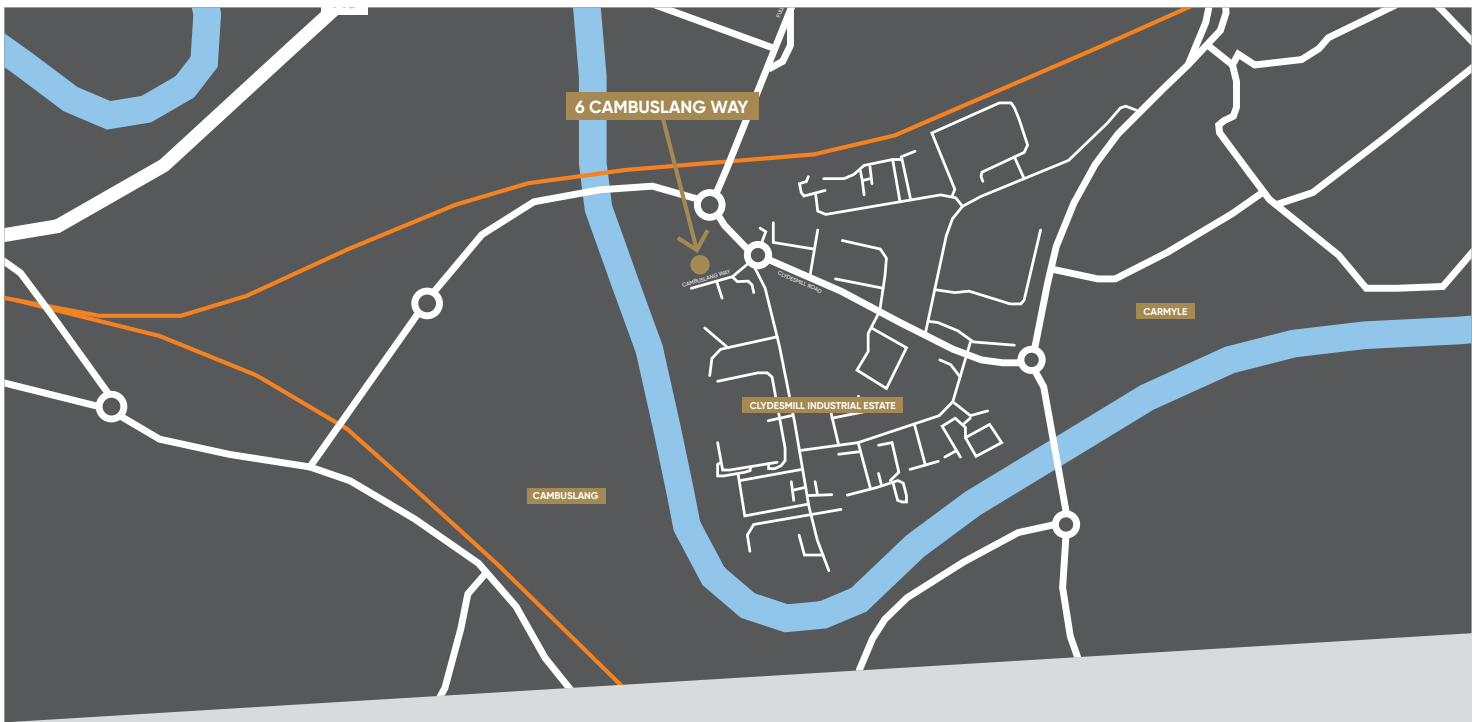 6 CAMBUSLANG WAY
CAMBUSLANG WAY
CLYDESMILL ROAD
CARMYLE
CLYDESMILL INDUSTRIAL ESTATE
CAMBUSLANG